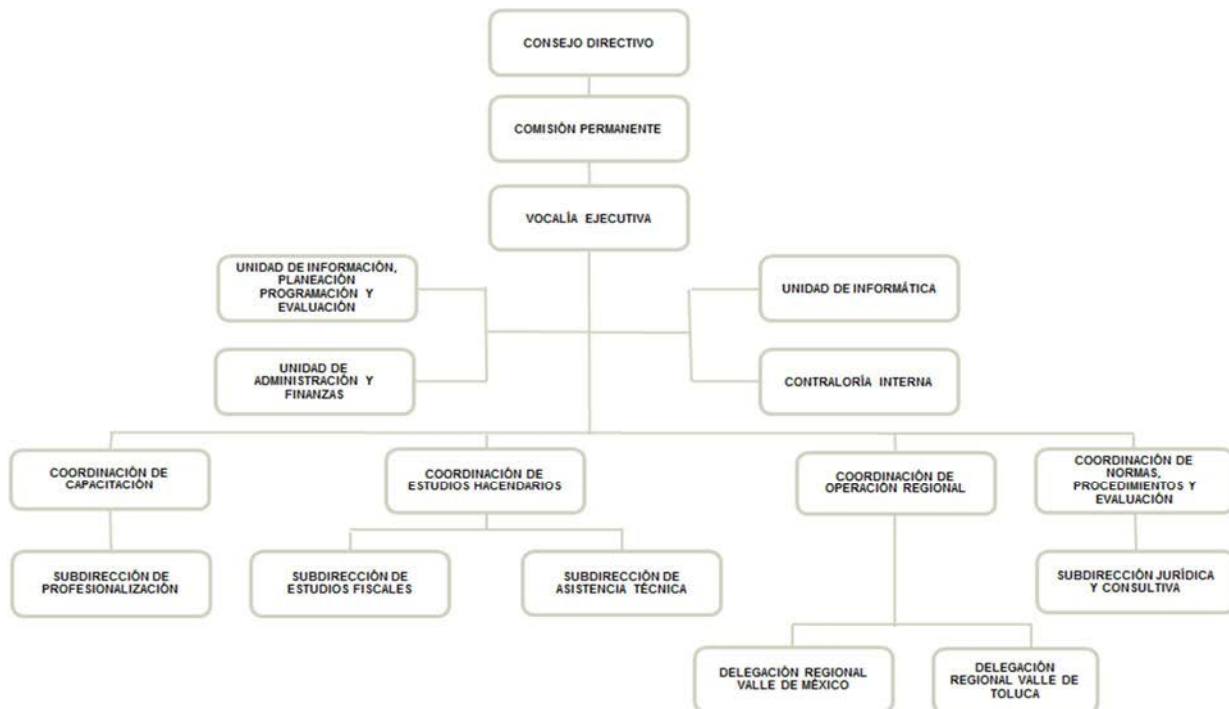 CONSEJO DIRECTIVO
COMISIÓN PERMANENTE
VOCALÍA EJECUTIVA
UNIDAD DE INFORMACIÓN,
PLANEACIÓN
PROGRAMACIÓN Y
EVALUACIÓN
UNIDAD DE INFORMÁTICA
UNIDAD DE
ADMINISTRACIÓN Y
FINANZAS
CONTRALORÍA INTERNA
COORDINACIÓN DE
CAPACITACIÓN
COORDINACIÓN DE
ESTUDIOS HACENDARIOS
COORDINACIÓN DE
OPERACIÓN REGIONAL
COORDINACIÓN DE
NORMAS,
PROCEDIMIENTOS Y
EVALUACIÓN
SUBDIRECCIÓN DE
PROFESIONALIZACIÓN
SUBDIRECCIÓN DE
ESTUDIOS FISCALES
SUBDIRECCIÓN DE
ASISTENCIA TÉCNICA
SUBDIRECCIÓN JURÍDICA
Y CONSULTIVA
DELEGACIÓN REGIONAL
VALLE DE MÉXICO
DELEGACIÓN
REGIONAL VALLE DE
TOLUCA